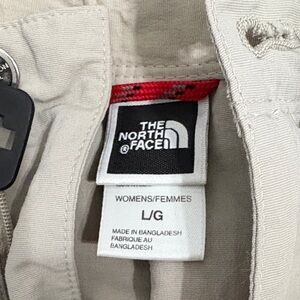 THE
NORTH
FACE
®
WOMENS/FEMMES
L/G
MADE IN BANGLADESH
FABRIQUE AU
BANGLADESH